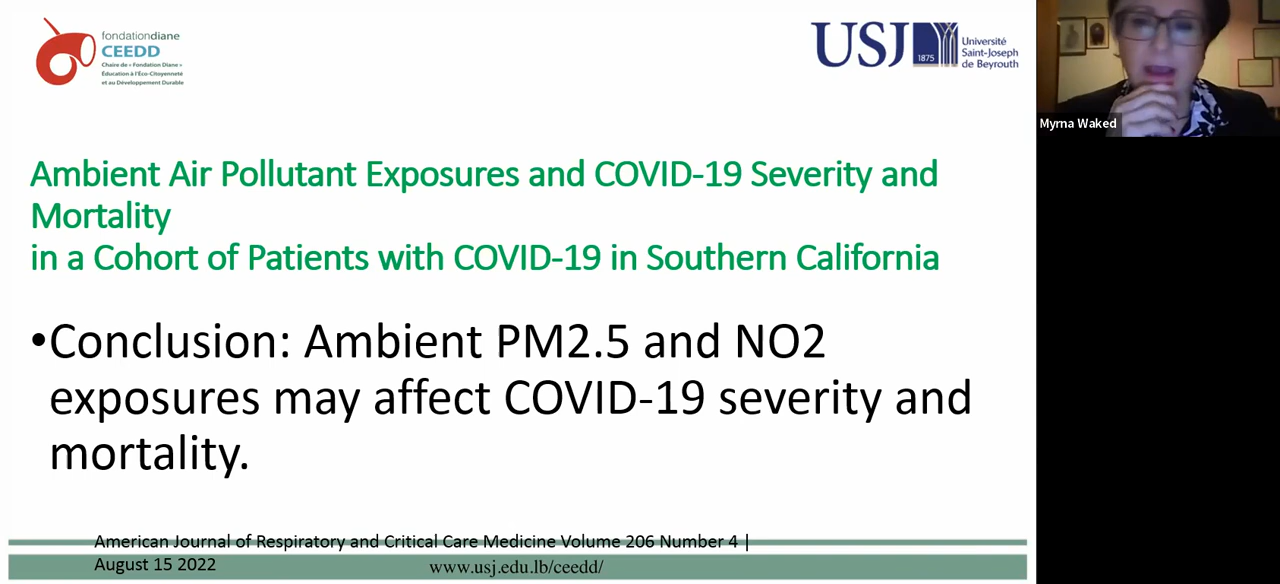 fondationdiane
CEEDD
Chaire de « Fondation Diane »
Éducation à l'Éco-Citoyenneté
et au Développement Durable
USJ
1875
Université
Saint-Joseph
de Beyrouth
Myrna Waked
Ambient Air Pollutant Exposures and COVID-19 Severity and
Mortality
in a Cohort of Patients with COVID-19 in Southern California
•Conclusion: Ambient PM2.5 and NO2
exposures may affect COVID-19 severity and
mortality.
American Journal of Respiratory and Critical Care Medicine Volume 206 Number 4 |
August 15 2022
www.usj.edu.lb/ceedd/